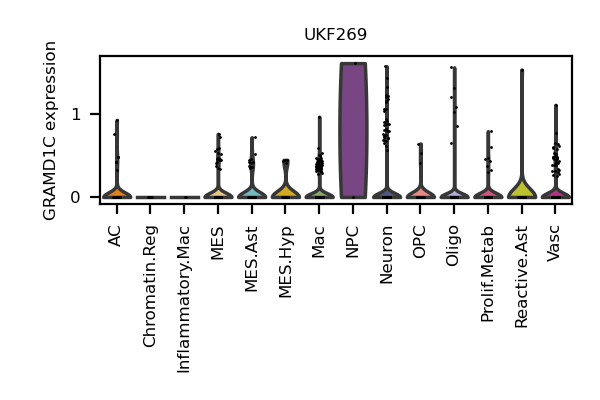 UKF269
GRAMD1C expression
1
0
AC
Chromatin.Reg
Inflammatory.Mac
MES
MES.Ast
MES.Hyp
Mac
NPC
Neuron
OPC
Oligo
Prolif.Metab
Reactive.Ast
Vasc